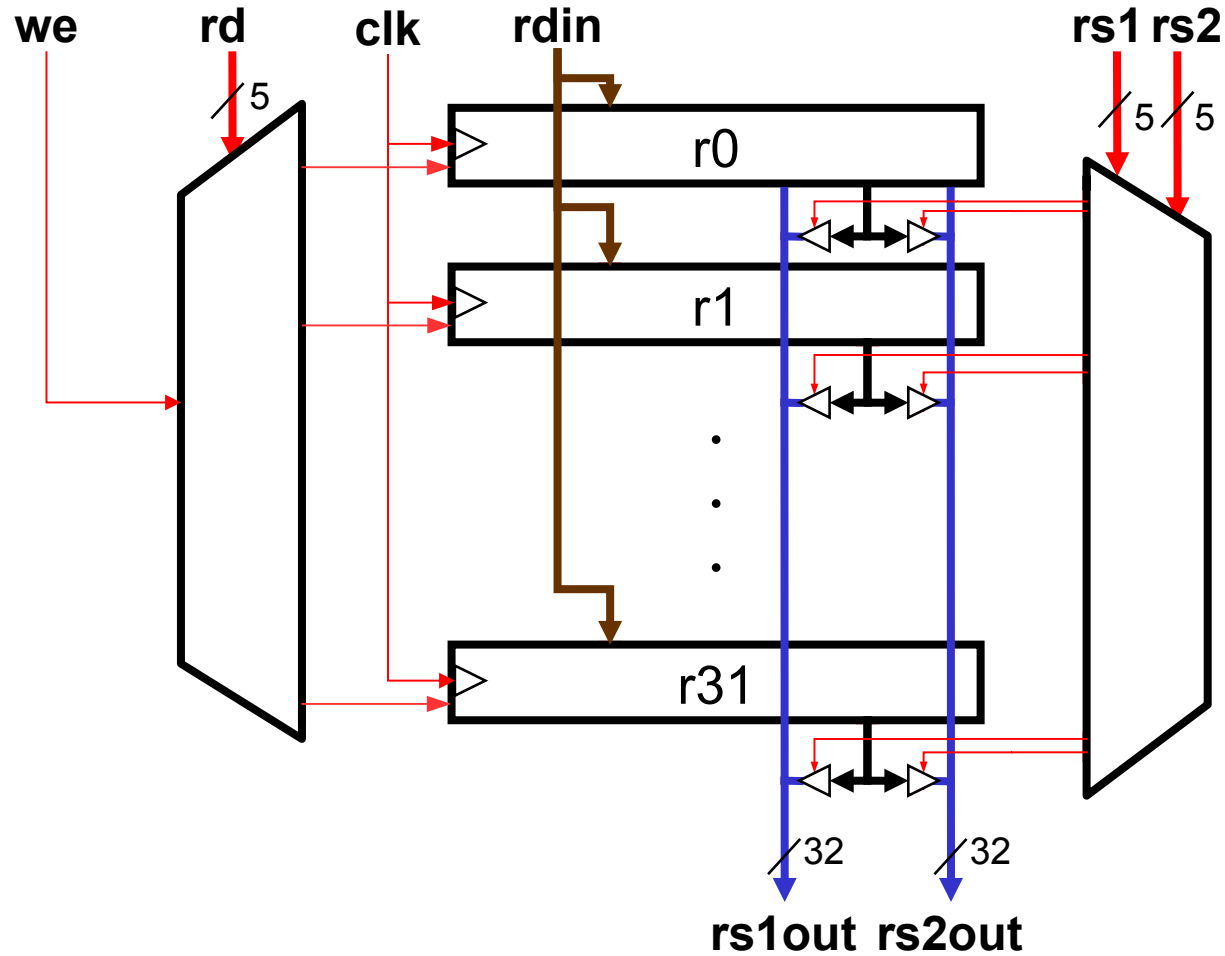 we rd clk rdin rs1 rs2
5 5 5
r0
r1
.
.
.
r31
32 32
rs1out rs2out